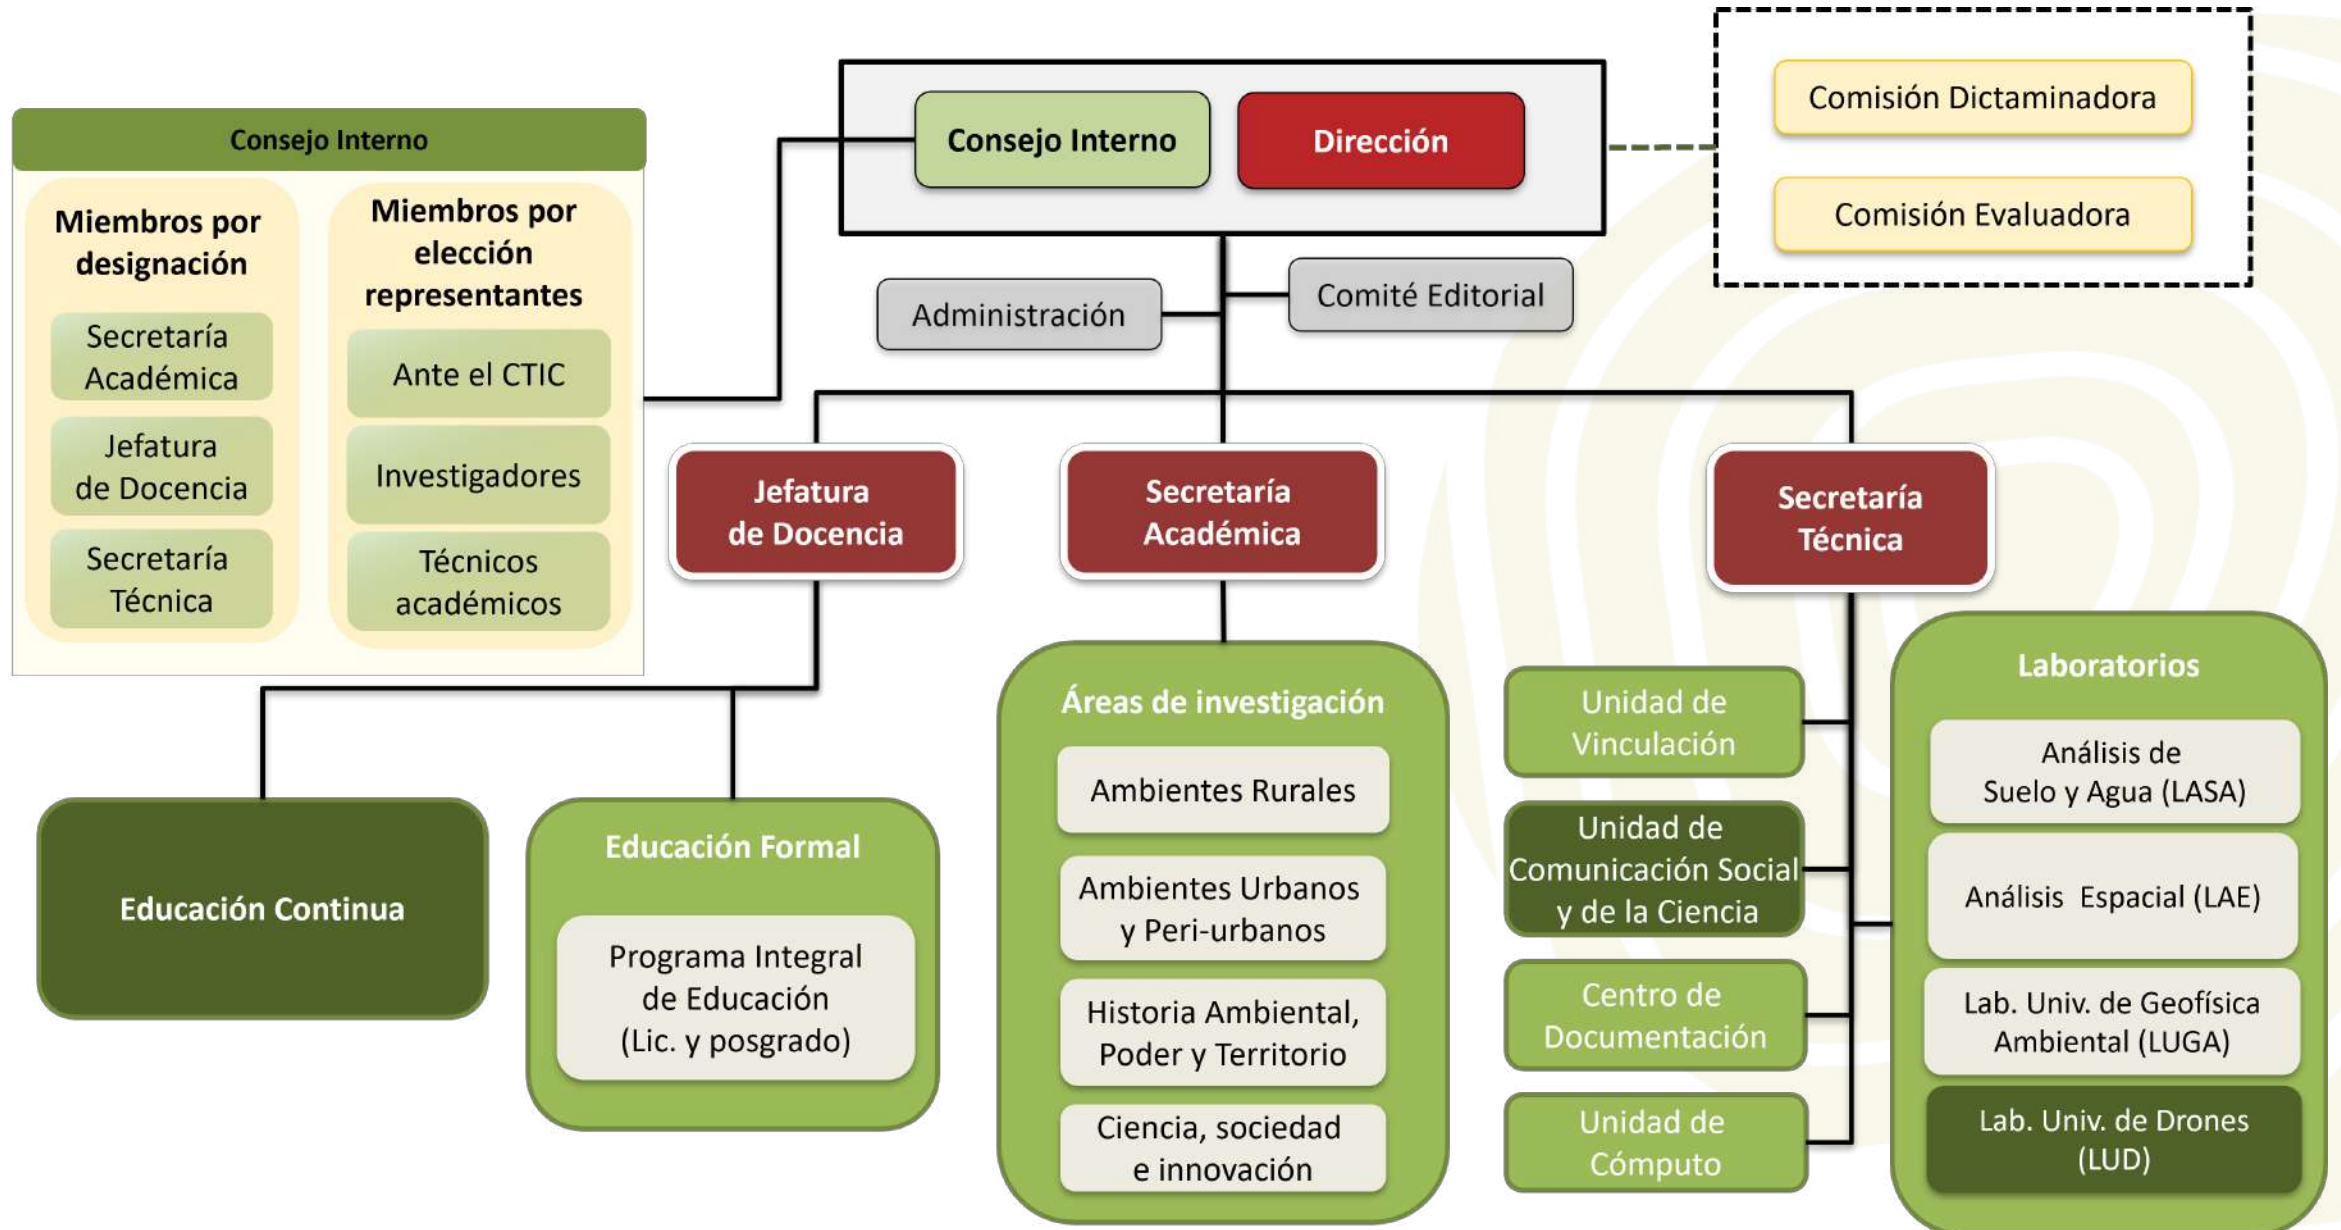 Consejo Interno
Miembros por
designación
Secretaría
Académica
Jefatura
de Docencia
Secretaría
Técnica
Miembros por
elección
representantes
Ante el CTIC
Investigadores
Técnicos
académicos
Consejo Interno
Dirección
Comisión Dictaminadora
Comisión Evaluadora
Administración
Comité Editorial
Jefatura
de Docencia
Secretaría
Académica
Secretaría
Técnica
Educación Continua
Educación Formal
Programa Integral
de Educación
(Lic. y posgrado)
Áreas de investigación
Ambientes Rurales
Ambientes Urbanos
y Peri-urbanos
Historia Ambiental,
Poder y Territorio
Ciencia, sociedad
e innovación
Unidad de
Vinculación
Unidad de
Comunicación Social
y de la Ciencia
Centro de
Documentación
Unidad de
Cómputo
Laboratorios
Análisis de
Suelo y Agua (LASA)
Análisis Espacial (LAE)
Lab. Univ. de Geofísica
Ambiental (LUGA)
Lab. Univ. de Drones
(LUD)